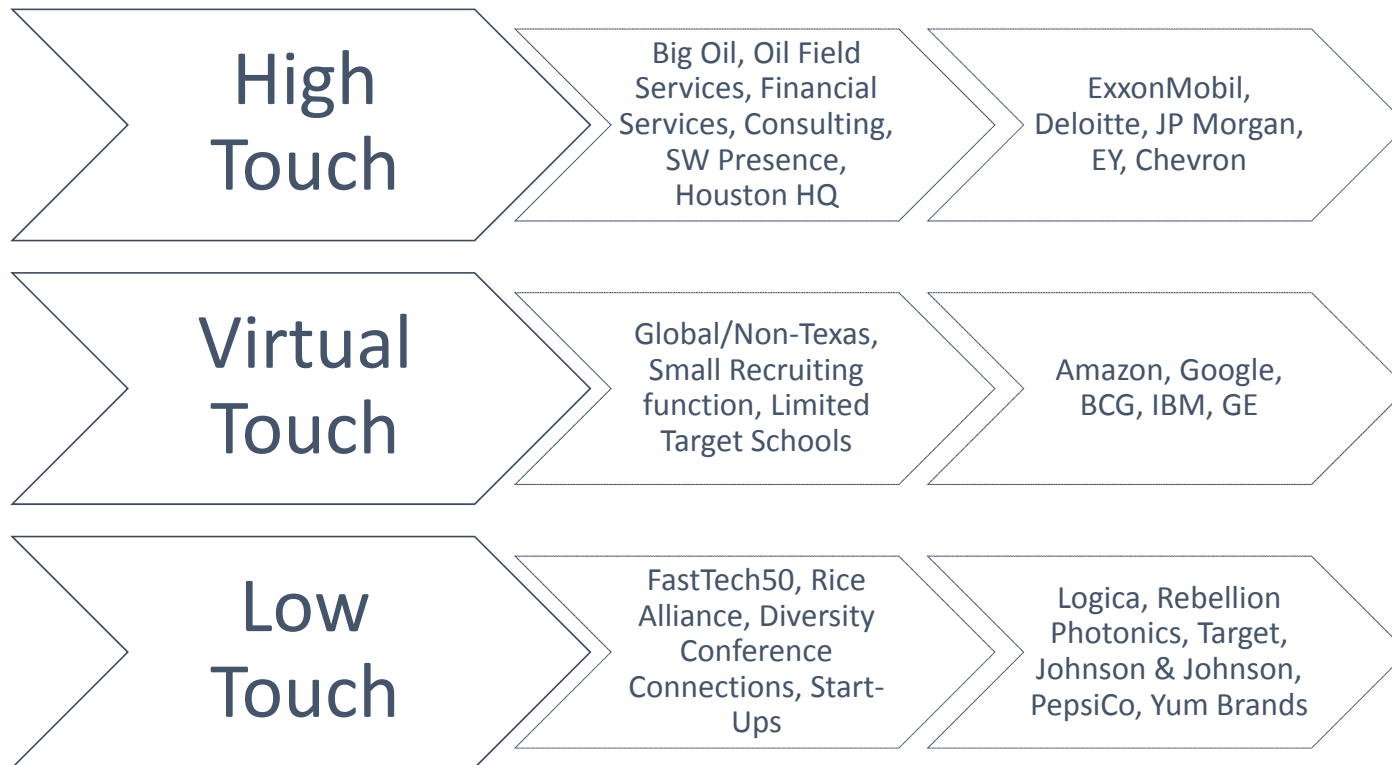 High
Touch
Big Oil, Oil Field
Services, Financial
Services, Consulting,
SW Presence,
Houston HQ
ExxonMobil,
Deloitte, JP Morgan,
EY, Chevron
Virtual
Touch
Global/Non-Texas,
Small Recruiting
function, Limited
Target Schools
Amazon, Google,
BCG, IBM, GE
Low
Touch
FastTech50, Rice
Alliance, Diversity
Conference
Connections, Start-
Ups
Logica, Rebellion
Photonics, Target,
Johnson & Johnson,
PepsiCo, Yum Brands